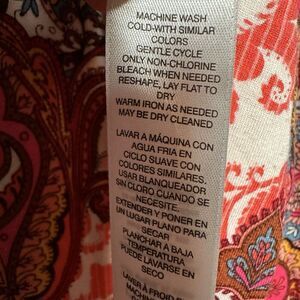 MACHINE WASH
COLD-WITH SIMILAR
COLORS
GENTLE CYCLE
ONLY NON-CHLORINE
BLEACH WHEN NEEDED
RESHAPE, LAY FLAT TO
DRY
WARM IRON AS NEEDED
MAY BE DRY CLEANED
LAVAR A MÁQUINA CON
AGUA FRIA EN
CICLO SUAVE CON
COLORES SIMILARES.
USAR BLANQUEADOR
SIN CLORO CUANDO SE
NECESITE.
EXTENDER Y PONER EN
UN LUGAR PLANO PARA
SECAR
PLANCHAR A BAJA
TEMPERATURA
PUEDE LAVARSE EN
SECO
LAVER À FROID